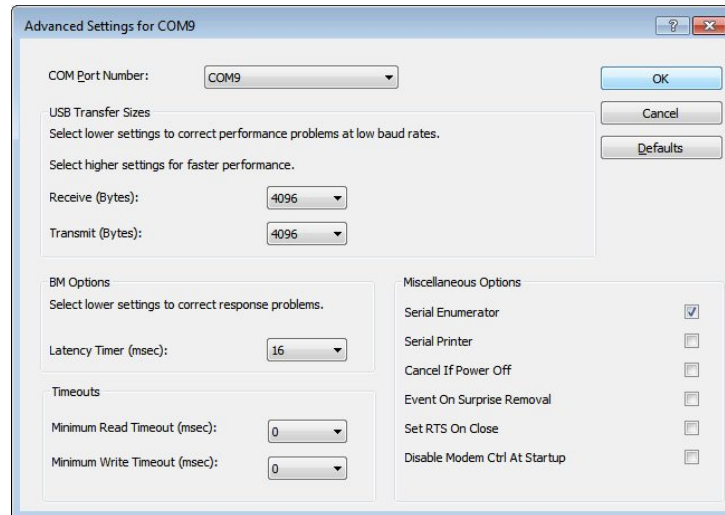 Advanced Settings for COM9
COM Port Number:
COM9
OK
Cancel
Defaults
USB Transfer Sizes
Select lower settings to correct performance problems at low baud rates.
Select higher settings for faster performance.
Receive (Bytes):
4096
Transmit (Bytes):
4096
BM Options
Select lower settings to correct response problems.
Latency Timer (msec):
16
Timeouts
Minimum Read Timeout (msec):
0
Minimum Write Timeout (msec):
0
Miscellaneous Options
Serial Enumerator
Serial Printer
Cancel If Power Off
Event On Surprise Removal
Set RTS On Close
Disable Modem Ctrl At Startup